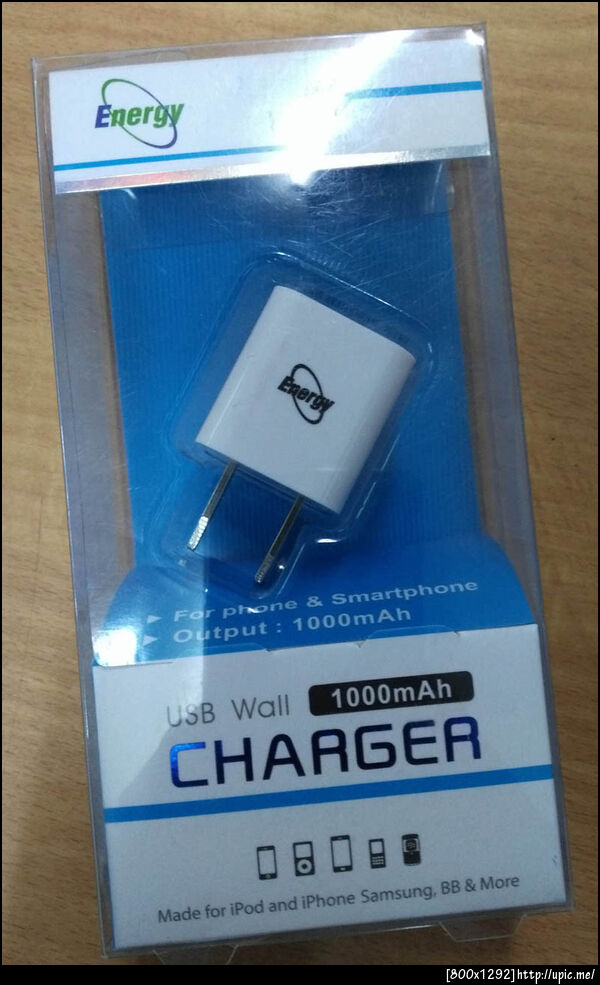 Energy
Energy
▸ For phone & Smartphone
▸ Output : 1000mAh
USB Wall 1000mAh
CHARGER
Made for iPod and iPhone Samsung, BB & More
[800x1292]http://upic.me/